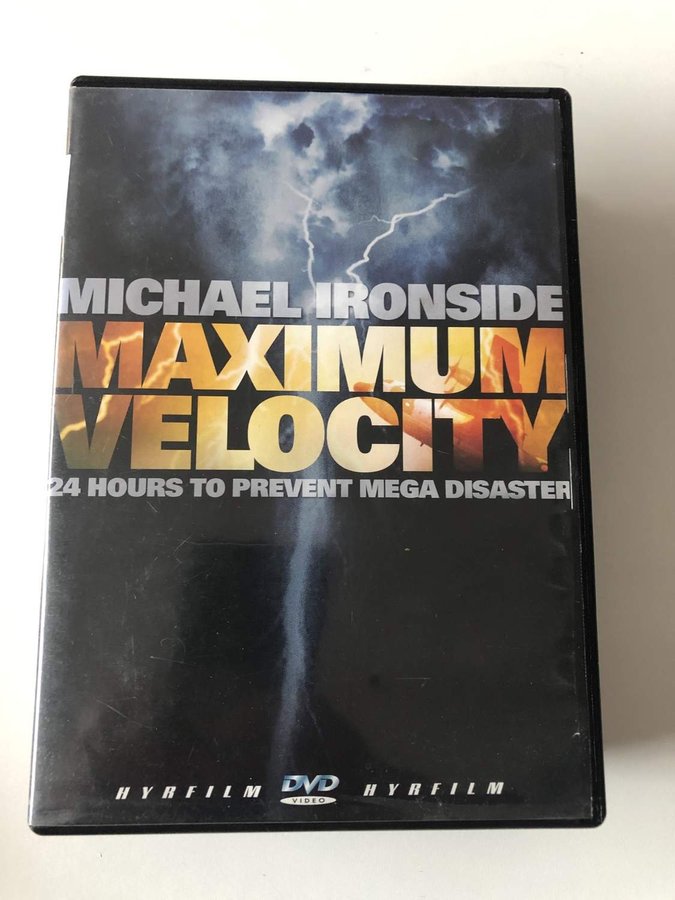 MICHAEL IRONSIDE
MAXIMUM
VELOCITY
24 HOURS TO PREVENT MEGA DISASTER
HYRFILM DVD VIDEO HYRFILM